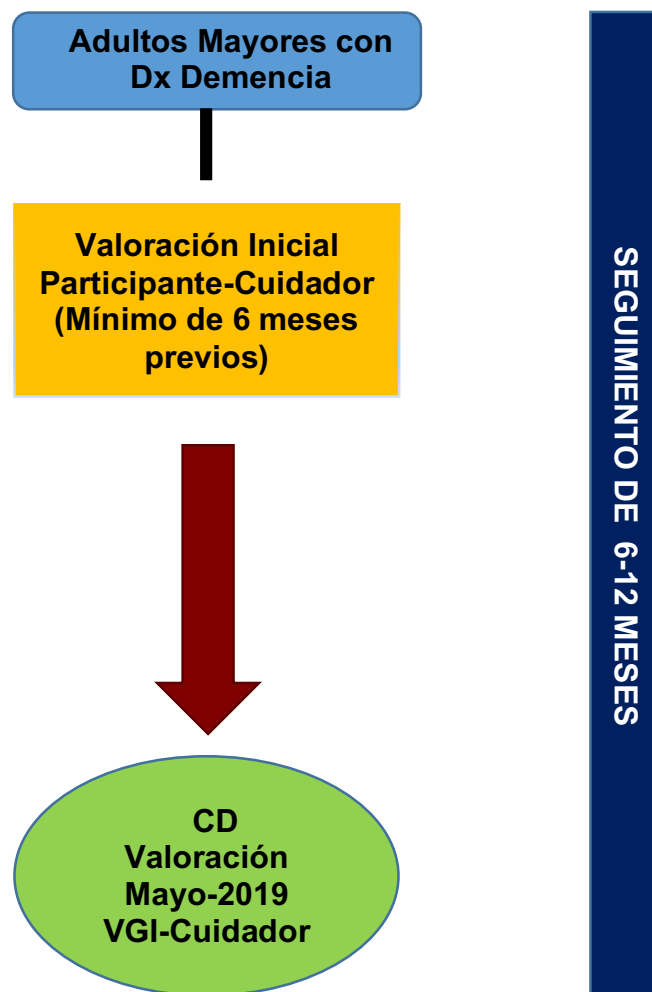 Adultos Mayores con
Dx Demencia
Valoración Inicial
Participante-Cuidador
(Mínimo de 6 meses
previos)
CD
Valoración
Mayo-2019
VGI-Cuidador
SEGUIMIENTO DE 6-12 MESES